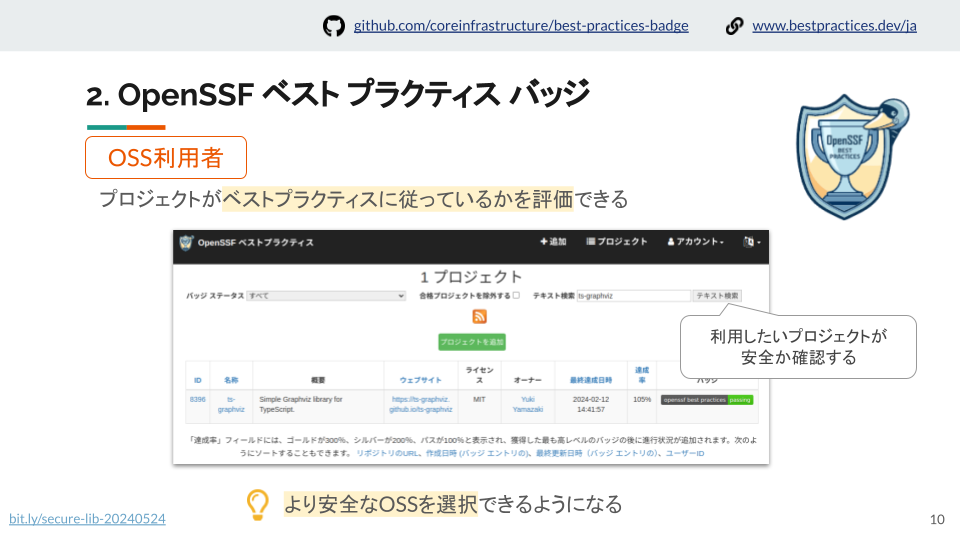 github.com/coreinfrastructure/best-practices-badge
www.bestpractices.dev/ja
2. OpenSSF ベスト プラクティス バッジ
OpenSSF
BEST
PRACTICES
OSS利用者
プロジェクトがベストプラクティスに従っているかを評価できる
OpenSSF ベストプラクティス
追加
プロジェクト
アカウント
1 プロジェクト
バッジ ステータス すべて
合格プロジェクトを除外する
テキスト検索 ts-graphviz テキスト検索
プロジェクトを追加
利用したいプロジェクトが
安全か確認する
ID 名称 概要 ウェブサイト ライセンス オーナー 最終達成日時 達成率 バッジ
8396 ts-graphviz Simple Graphviz library for TypeScript. https://ts-graphviz.github.io/ts-graphviz MIT Yuki Yamazaki 2024-02-12 14:41:57 105% openssf best practices passing
「達成率」フィールドには、ゴールドが300%、シルバーが200%、パスが100%と表示され、獲得した最も高レベルのバッジの後に進行状況が追加されます。次のよ
うにソートすることもできます。 リポジトリのURL、作成日時 (バッジ エントリの)、最終更新日時（バッジ エントリの）、ユーザーID
より安全なOSSを選択できるようになる
bit.ly/secure-lib-20240524
10